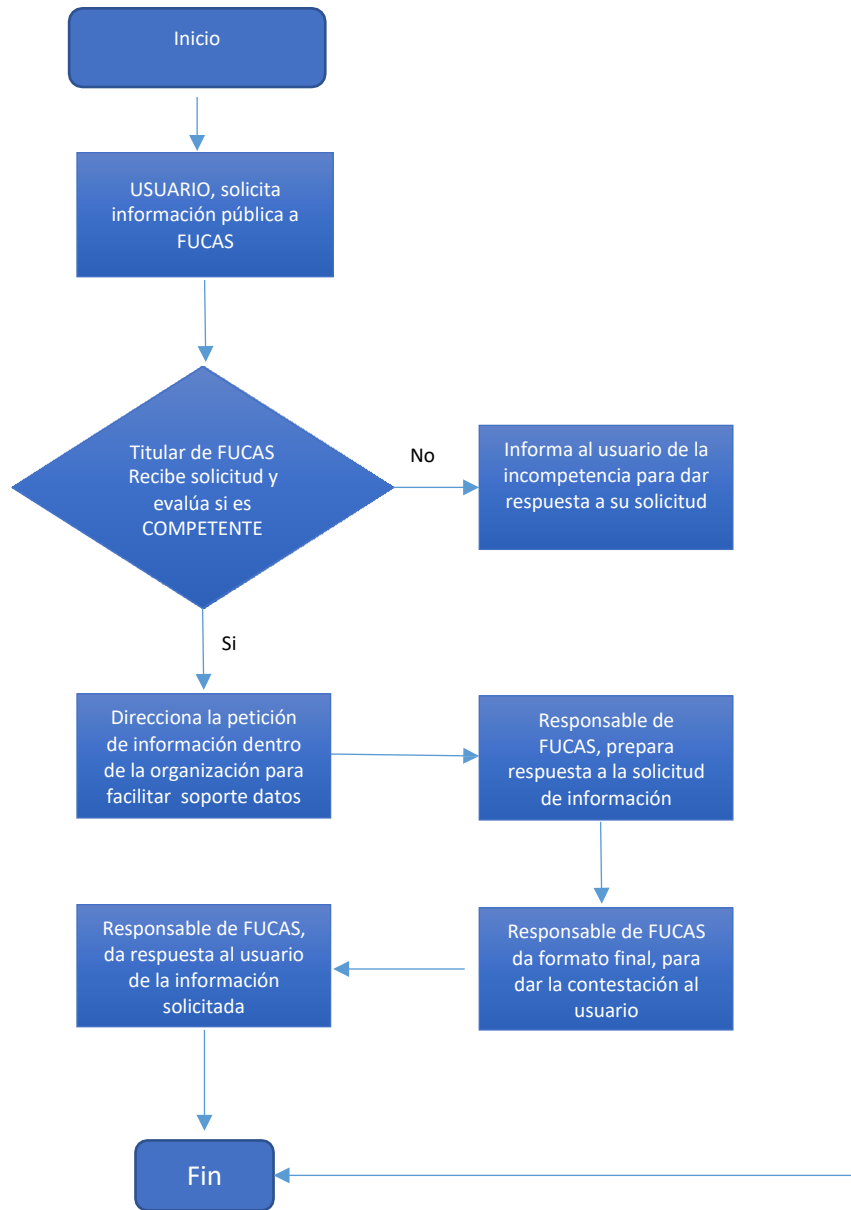 Inicio
USUARIO, solicita
información pública a
FUCAS
Titular de FUCAS
Recibe solicitud y
evalúa si es
COMPETENTE
No
Informa al usuario de la
incompetencia para dar
respuesta a su solicitud
Si
Direcciona la petición
de información dentro
de la organización para
facilitar  soporte datos
Responsable de
FUCAS, prepara
respuesta a la solicitud
de información
Responsable de FUCAS,
da respuesta al usuario
de la información
solicitada
Responsable de FUCAS
da formato final, para
dar la contestación al
usuario
Fin